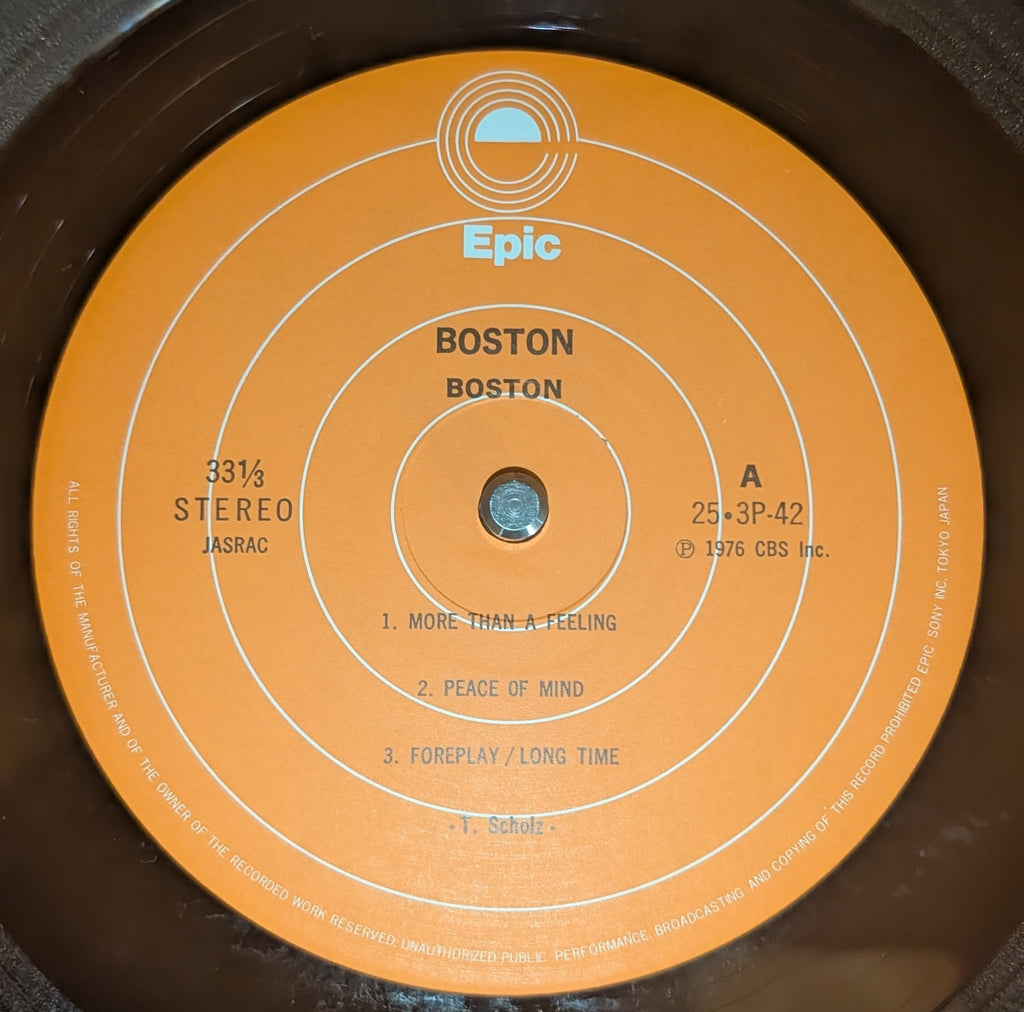 Epic
BOSTON
BOSTON
33⅓
STEREO
JASRAC
A
25•3P-42
Ⓟ 1976 CBS Inc.
1. MORE THAN A FEELING
2. PEACE OF MIND
3. FOREPLAY / LONG TIME
-T. Scholz-
ALL RIGHTS OF THE MANUFACTURER AND OF THE OWNER OF THE RECORDED WORK RESERVED. UNAUTHORIZED PUBLIC PERFORMANCE, BROADCASTING AND COPYING OF THIS RECORD PROHIBITED EPIC / SONY INC. TOKYO JAPAN